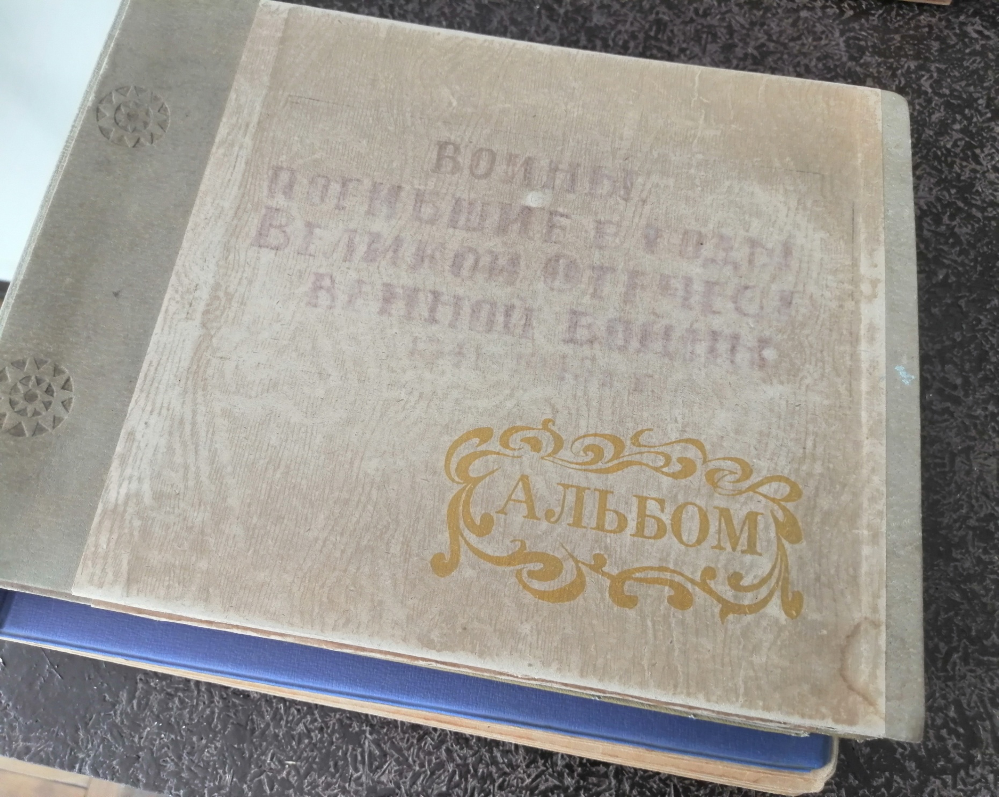 Воины
погибшие в годы
Великой Отечест
венной войны
АЛЬБОМ